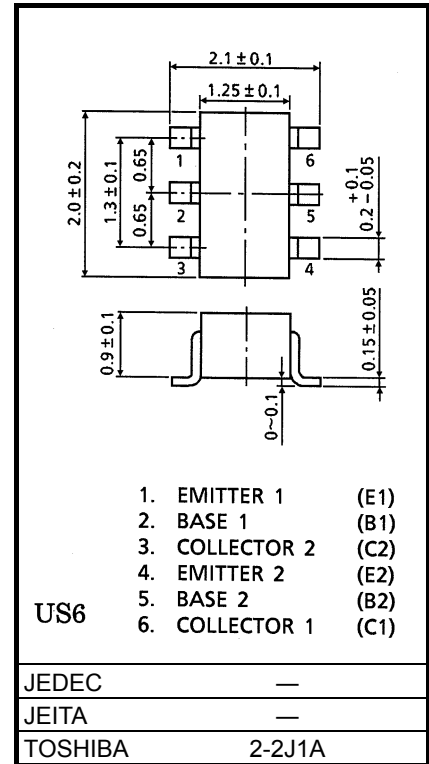 2.1±0.1
1.25±0.1
2.0±0.2
1.3±0.1
0.65
0.65
1
2
3
6
5
4
+0.1
0.2-0.05
0.9±0.1
0~0.1
0.15±0.05
1. EMITTER 1 (E1)
2. BASE 1 (B1)
3. COLLECTOR 2 (C2)
4. EMITTER 2 (E2)
5. BASE 2 (B2)
6. COLLECTOR 1 (C1)
US6
JEDEC —
JEITA —
TOSHIBA 2-2J1A